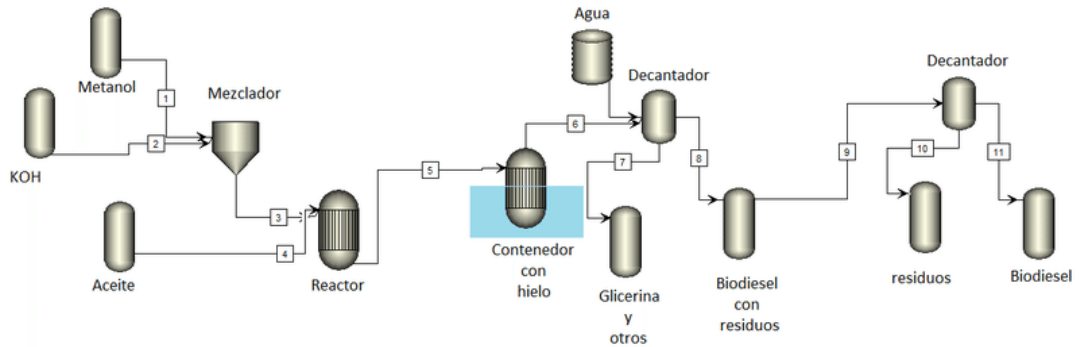 Agua
Metanol
Mezclador
Decantador
Decantador
1
2
KOH
3
4
Aceite
Reactor
5
6
Contenedor
con
hielo
7
8
Glicerina
y
otros
Biodiesel
con
residuos
9
10
11
residuos
Biodiesel